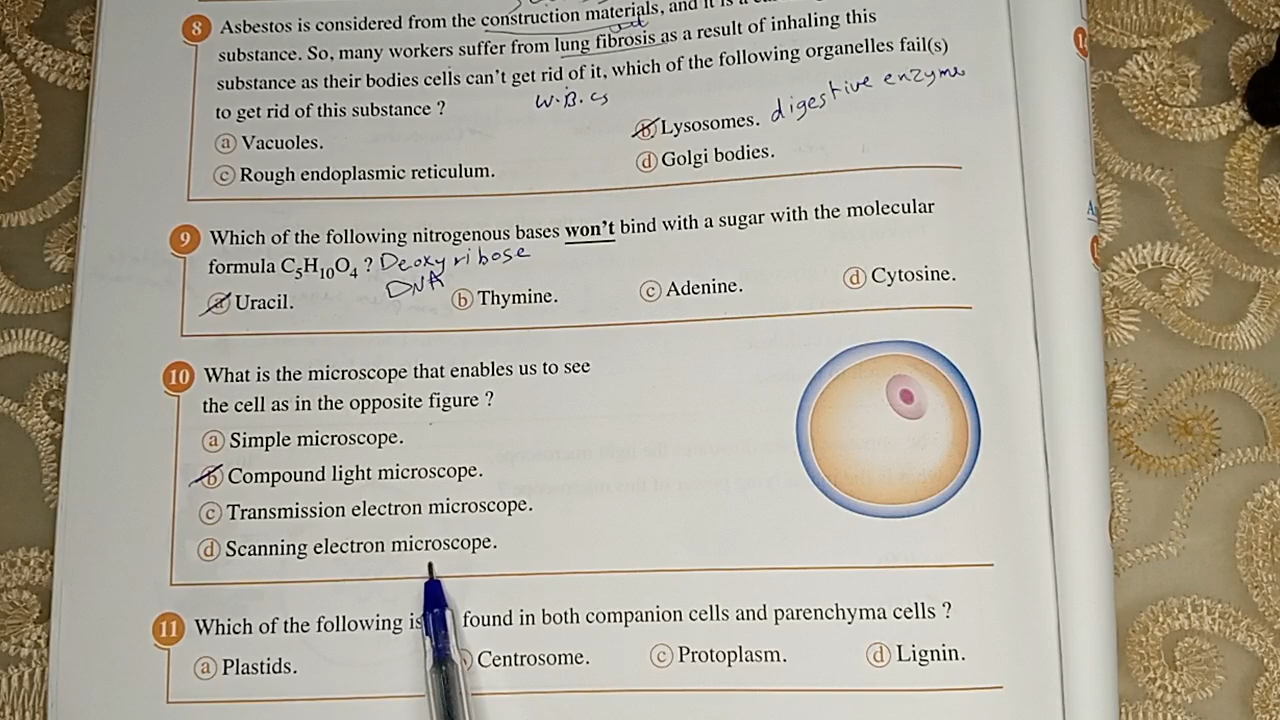 8 Asbestos is considered from the construction materials, and it is a
substance. So, many workers suffer from lung fibrosis as a result of inhaling this
substance as their bodies cells can't get rid of it, which of the following organelles fail(s)
to get rid of this substance ? W.B.Cs
a Vacuoles. b Lysosomes. digestive enzymes
c Rough endoplasmic reticulum. d Golgi bodies.
9 Which of the following nitrogenous bases won't bind with a sugar with the molecular
formula C₅H₁₀O₄ ? Deoxyribose
DNA
a Uracil. b Thymine. c Adenine. d Cytosine.
10 What is the microscope that enables us to see
the cell as in the opposite figure ?
a Simple microscope.
b Compound light microscope.
c Transmission electron microscope.
d Scanning electron microscope.
11 Which of the following is found in both companion cells and parenchyma cells ?
a Plastids. Centrosome. c Protoplasm. d Lignin.